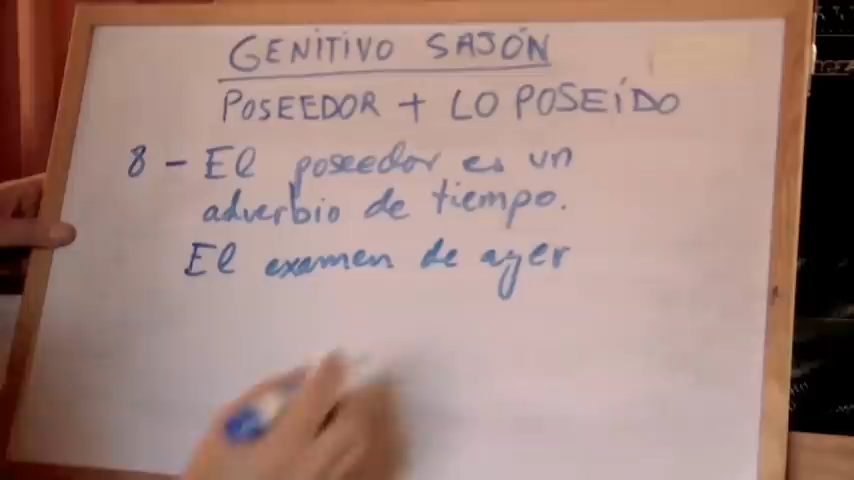 GENITIVO SAJÓN
POSEEDOR + LO POSEÍDO
8 - El poseedor es un
adverbio de tiempo.
El examen de ayer